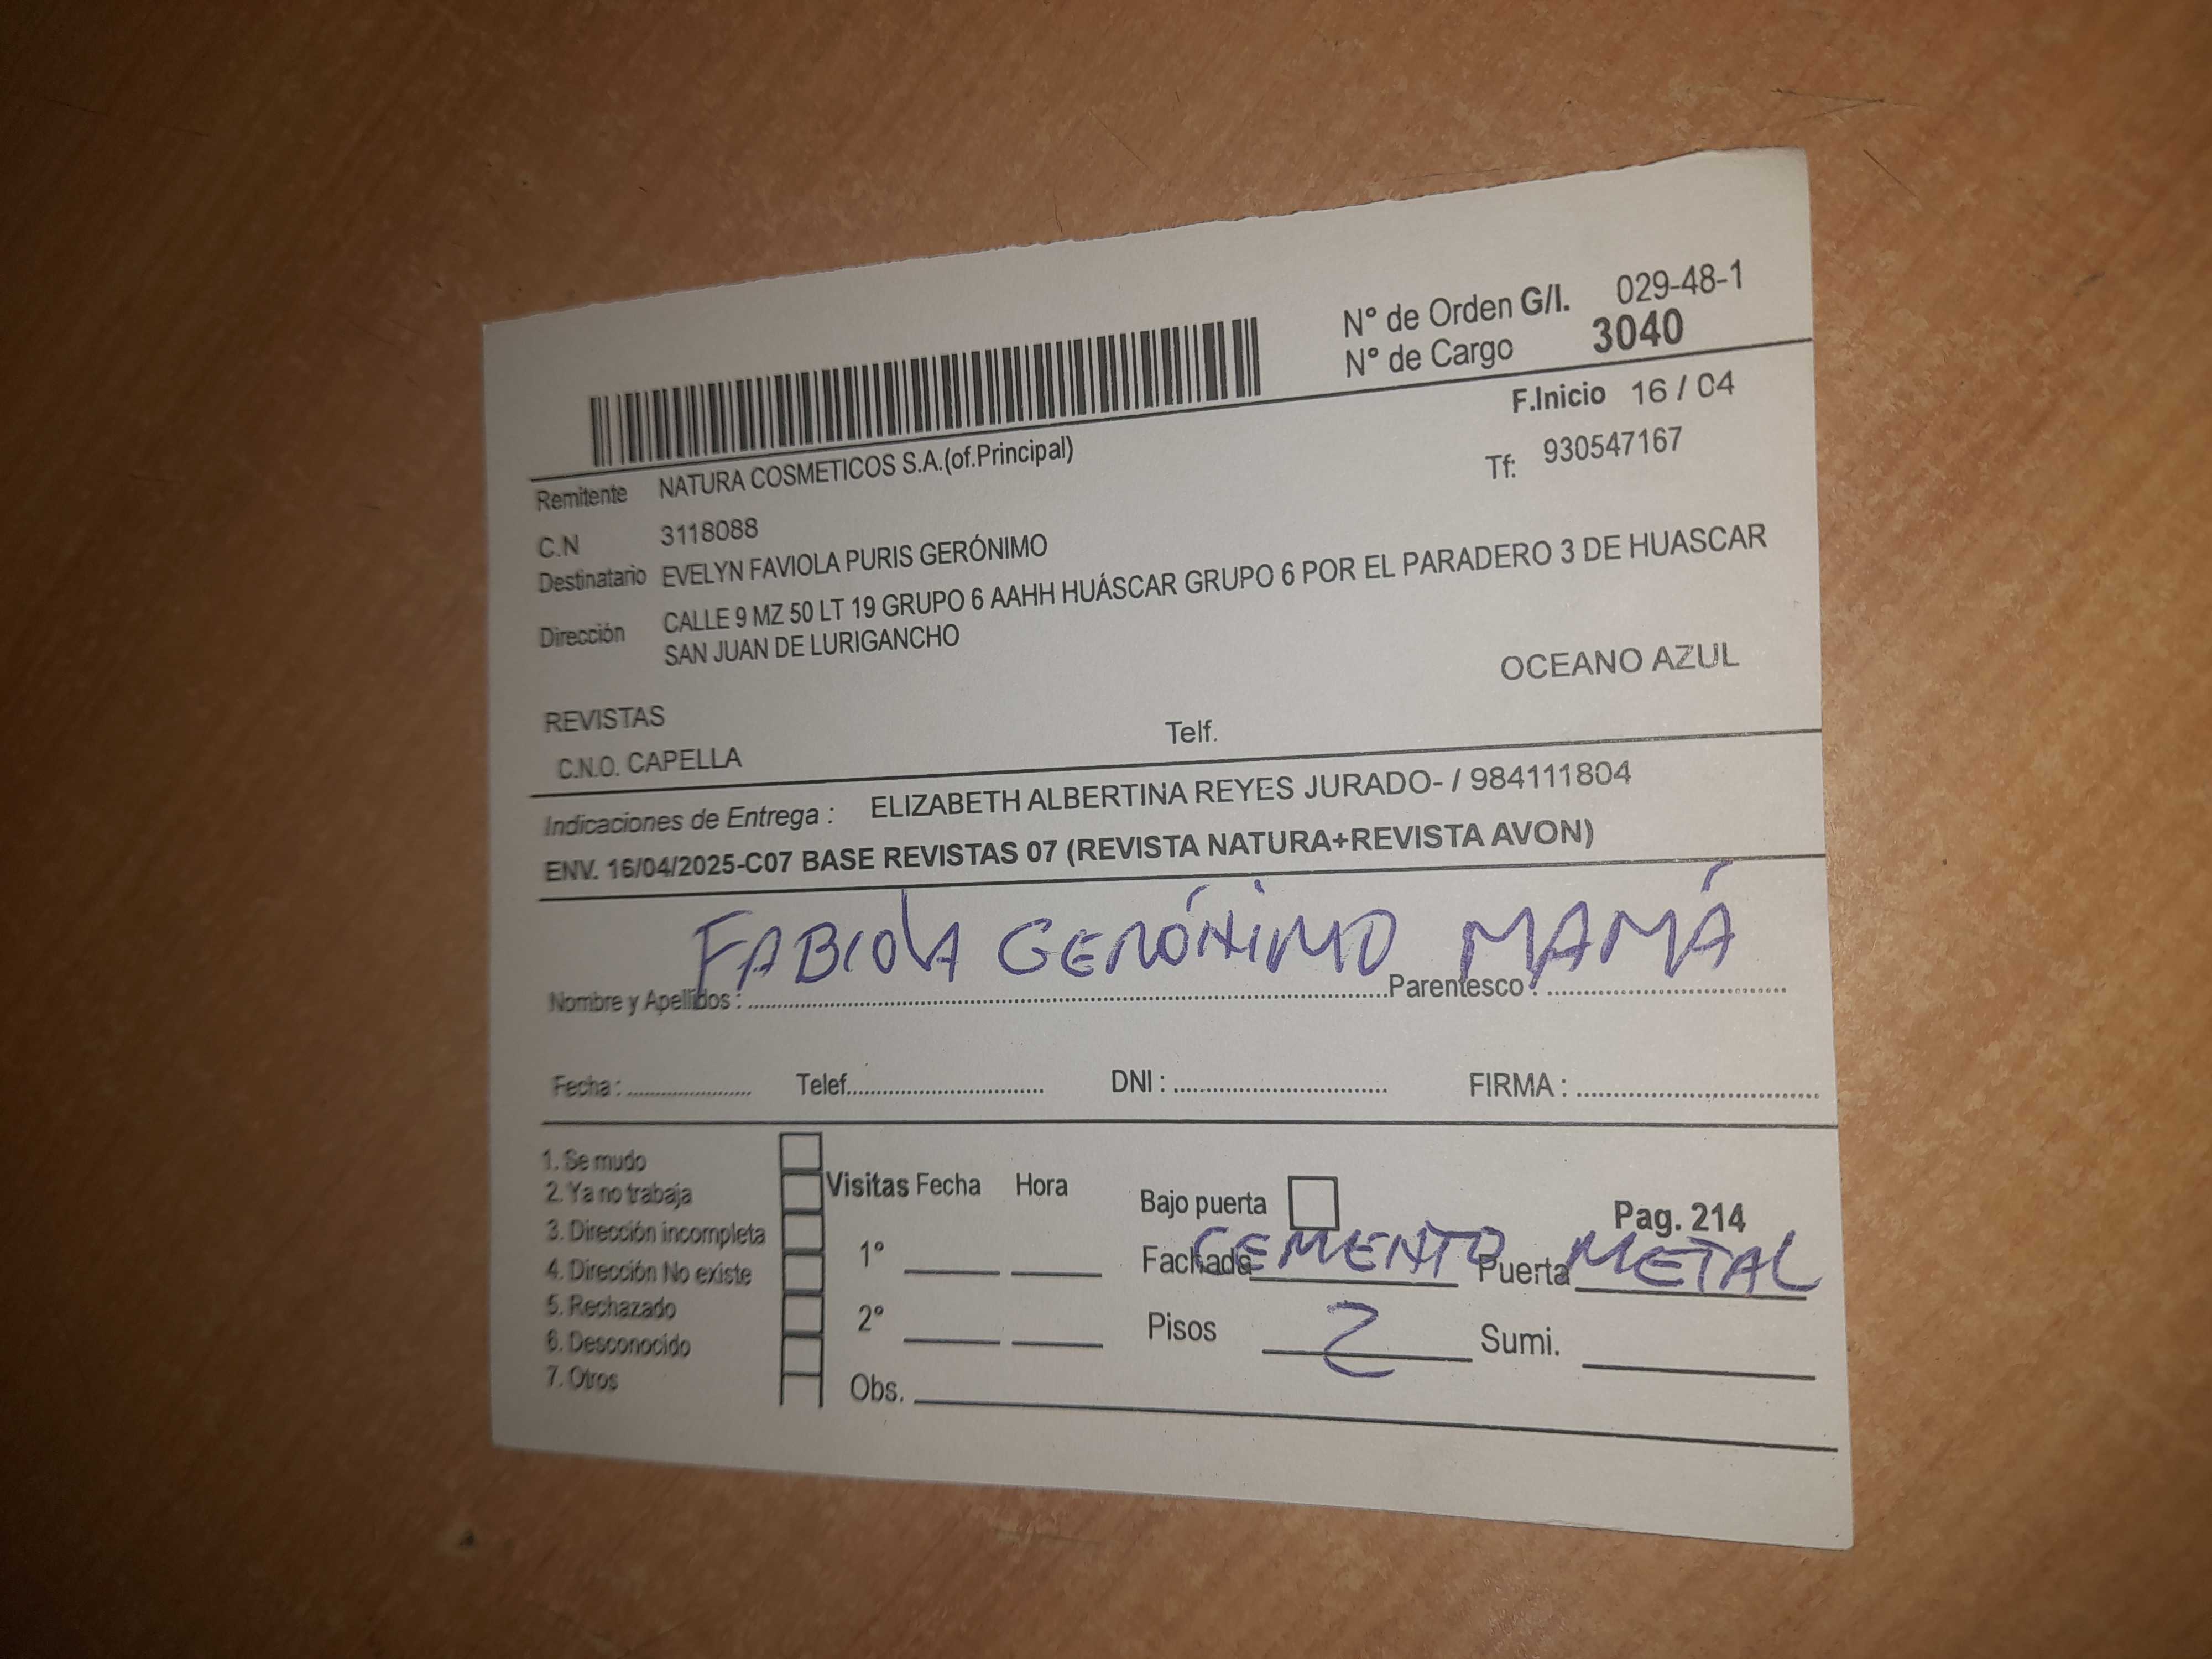 N° de Orden G/I. 029-48-1
N° de Cargo 3040
F.Inicio 16 / 04
Remitente NATURA COSMETICOS S.A.(of.Principal)
Tf: 930547167
C.N 3118088
Destinatario EVELYN FAVIOLA PURIS GERÓNIMO
Dirección CALLE 9 MZ 50 LT 19 GRUPO 6 AAHH HUÁSCAR GRUPO 6 POR EL PARADERO 3 DE HUASCAR
SAN JUAN DE LURIGANCHO
OCEANO AZUL
REVISTAS
C.N.O. CAPELLA Telf.
Indicaciones de Entrega : ELIZABETH ALBERTINA REYES JURADO- / 984111804
ENV. 16/04/2025-C07 BASE REVISTAS 07 (REVISTA NATURA+REVISTA AVON)
FABIOLA GERÓNIMO MAMÁ
Nombre y Apellidos : Parentesco :
Fecha : Telef. DNI : FIRMA :
1. Se mudo
2. Ya no trabaja
3. Dirección incompleta
4. Dirección No existe
5. Rechazado
6. Desconocido
7. Otros
Visitas Fecha Hora
1°
2°
Obs.
Bajo puerta Pag. 214
Fachada CEMENTO Puerta METAL
Pisos 2 Sumi.